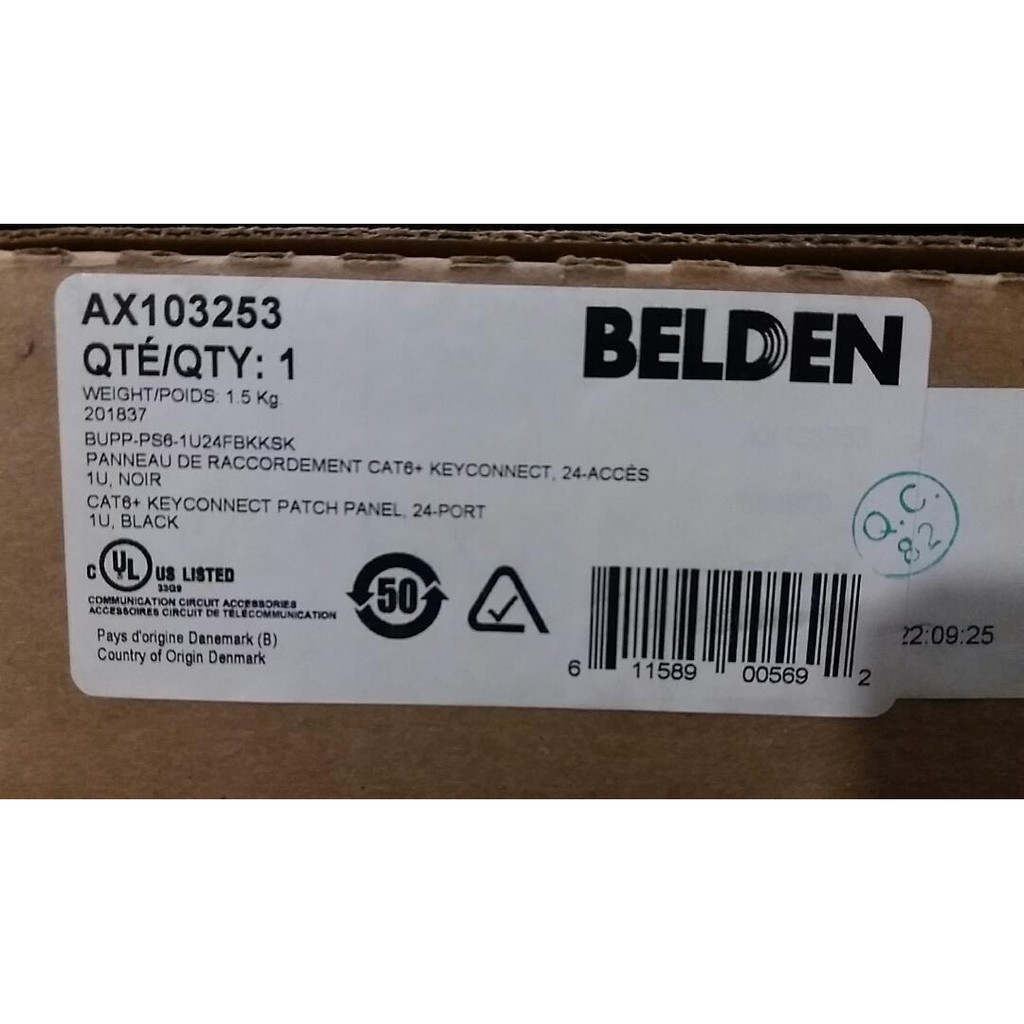 AX103253
BELDEN
QTÉ/QTY: 1
WEIGHT/POIDS: 1.5 Kg
201837
BUPP-PS6-1U24FBKKSK
PANNEAU DE RACCORDEMENT CAT6+ KEYCONNECT, 24-ACCÈS
1U, NOIR
CAT6+ KEYCONNECT PATCH PANEL, 24-PORT
1U, BLACK
Q.C.
82
C UL US LISTED
33Q9
COMMUNICATION CIRCUIT ACCESSORIES
ACCESSOIRES CIRCUIT DE TÉLÉCOMMUNICATION
50
Pays d'origine Danemark (B)
Country of Origin Denmark
6 11589 00569 2
22:09:25